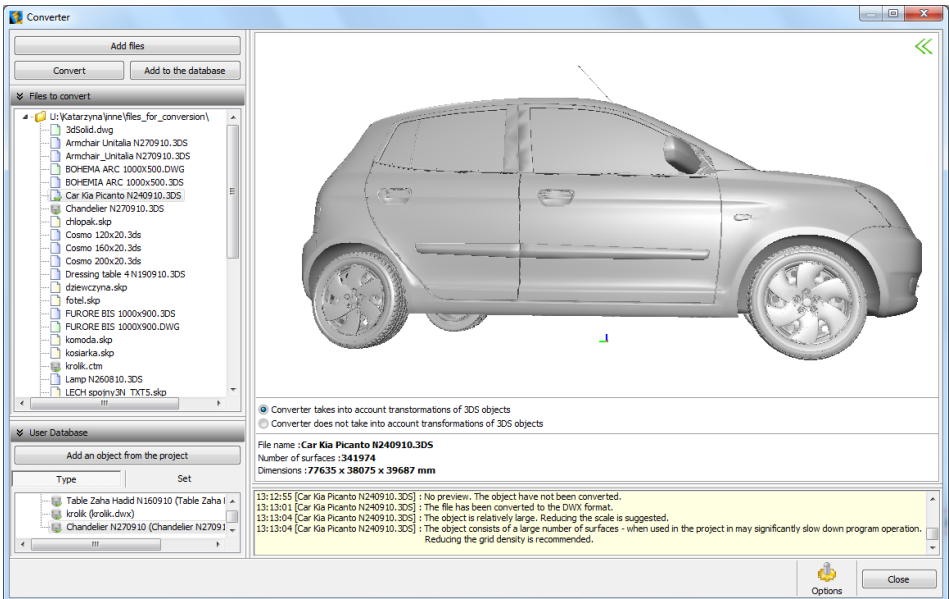 Converter
Add files
Convert
Add to the database
Files to convert
U:\Katarzyna\inne\files_for_conversion\
3dSolid.dwg
Armchair Unitalia N270910.3DS
Armchair_Unitalia N270910.3DS
BOHEMA ARC 1000X500.DWG
BOHEMIA ARC 1000x500.3DS
Car Kia Picanto N240910.3DS
Chandelier N270910.3DS
chlopak.skp
Cosmo 120x20.3ds
Cosmo 160x20.3ds
Cosmo 200x20.3ds
Dressing table 4 N190910.3DS
dziewczyna.skp
fotel.skp
FURORE BIS 1000x900.3DS
FURORE BIS 1000X900.DWG
komoda.skp
kosiarka.skp
krolik.ctm
Lamp N260810.3DS
LECH spojny3N_TXT5.skp
User Database
Add an object from the project
Type
Set
Table Zaha Hadid N160910 (Table Zaha
krolik (krolik.dwx)
Chandelier N270910 (Chandelier N27091
Converter takes into account transtormations of 3DS objects
Converter does not take into account transformations of 3DS objects
File name :Car Kia Picanto N240910.3DS
Number of surfaces :341974
Dimensions :77635 x 38075 x 39687 mm
13:12:55 [Car Kia Picanto N240910.3DS] : No preview. The object have not been converted.
13:13:01 [Car Kia Picanto N240910.3DS] : The file has been converted to the DWX format.
13:13:04 [Car Kia Picanto N240910.3DS] : The object is relatively large. Reducing the scale is suggested.
13:13:04 [Car Kia Picanto N240910.3DS] : The object consists of a large number of surfaces - when used in the project in may significantly slow down program operation.
Reducing the grid density is recommended.
Options
Close